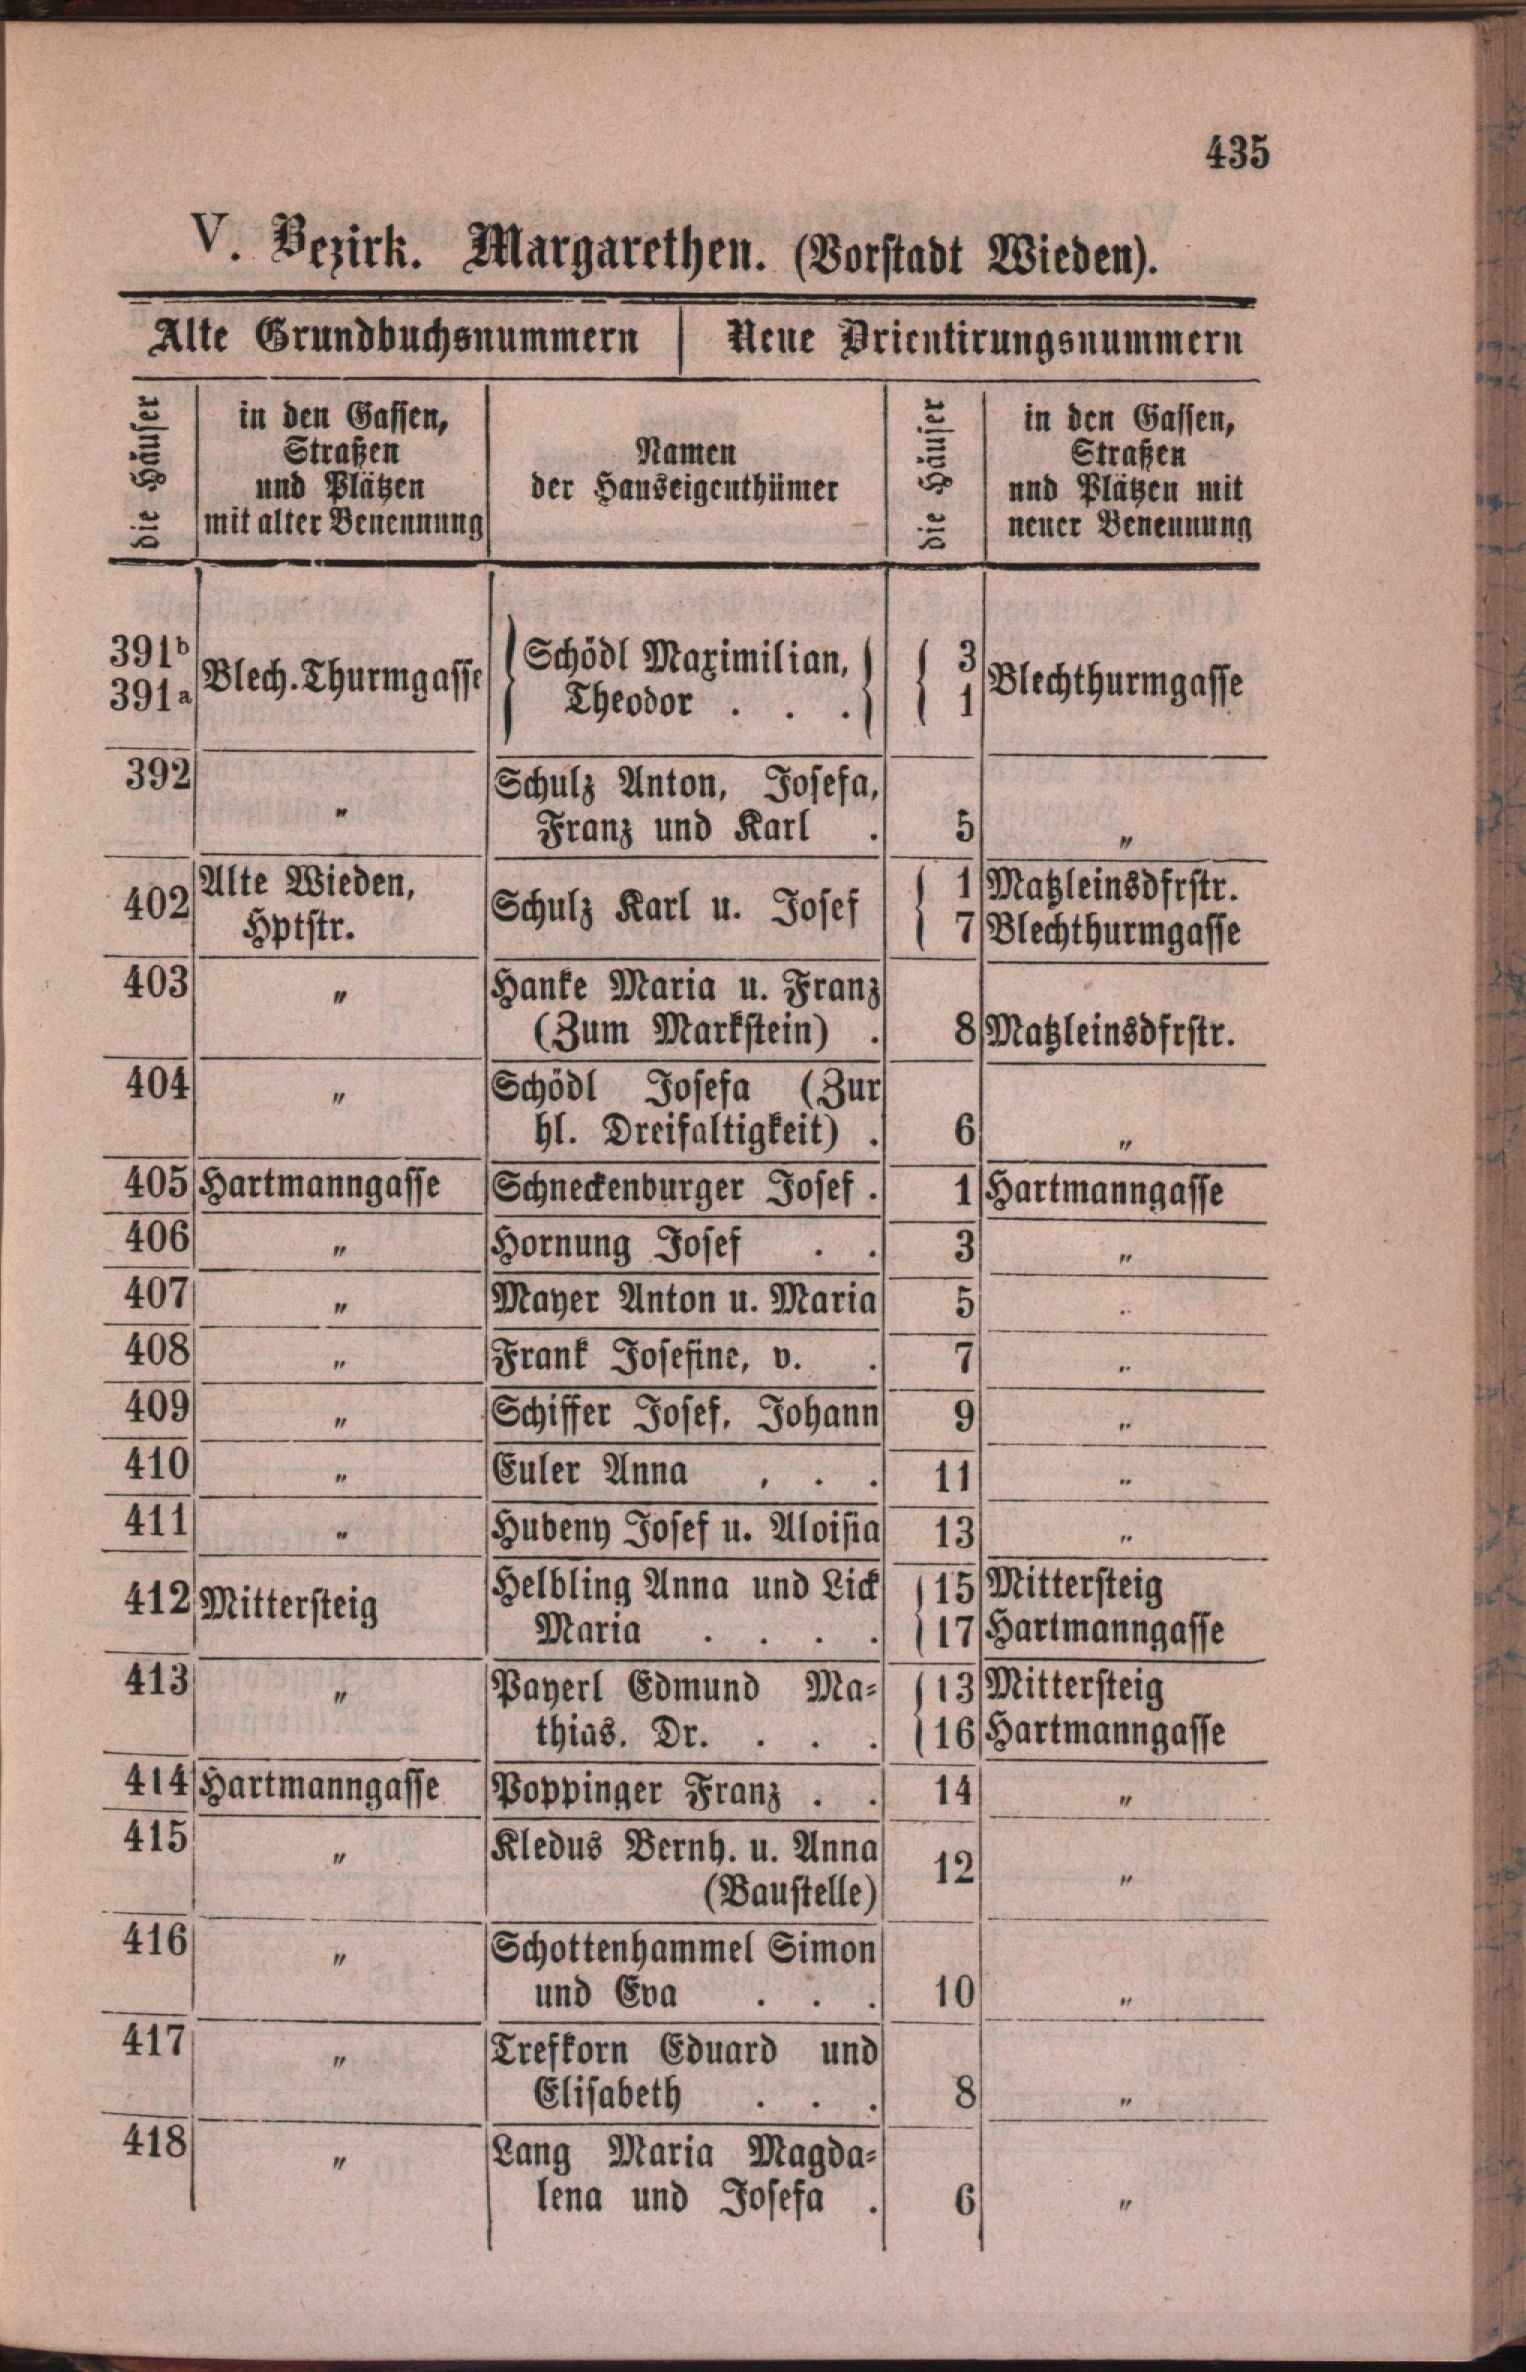 435
V. Bezirk. Margarethen. (Vorstadt Wieden).
Alte Grundbuchsnummern | Neue Orientirungsnummern
die Häuser
in den Gassen,
Straßen
und Plätzen
mit alter Benennung
Namen
der Hauseigenthümer
die Häuser
in den Gassen,
Straßen
und Plätzen mit
neuer Benennung
391b
391a
Blech.Thurmgasse
Schödl Maximilian,
Theodor . . .
3
1
Blechthurmgasse
392 „ Schulz Anton, Josefa,
Franz und Karl . 5 „
402 Alte Wieden,
Hptstr.
Schulz Karl u. Josef
1 Matzleinsdfrstr.
7 Blechthurmgasse
403 „ Hanke Maria u. Franz
(Zum Markstein) . 8 Matzleinsdfrstr.
404 „ Schödl Josefa (Zur
hl. Dreifaltigkeit) . 6 „
405 Hartmanngasse Schneckenburger Josef . 1 Hartmanngasse
406 „ Hornung Josef . . 3 „
407 „ Mayer Anton u. Maria 5 „
408 „ Frank Josefine, v. . 7 „
409 „ Schiffer Josef, Johann 9 „
410 „ Euler Anna , . . 11 „
411 „ Hubeny Josef u. Aloisia 13 „
412 Mittersteig Helbling Anna und Lick 15 Mittersteig
Maria . . . . 17 Hartmanngasse
413 „ Payerl Edmund Ma- 13 Mittersteig
thias, Dr. . . . 16 Hartmanngasse
414 Hartmanngasse Poppinger Franz . . 14 „
415 „ Kledus Bernh. u. Anna
(Baustelle) 12 „
416 „ Schottenhammel Simon
und Eva . . . 10 „
417 „ Trefkorn Eduard und
Elisabeth . . . 8 „
418 „ Lang Maria Magda-
lena und Josefa . 6 „